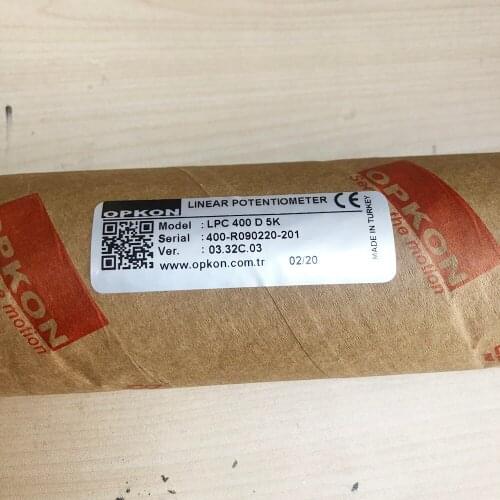 OPKON LINEAR POTENTIOMETER CE
Model : LPC 400 D 5K
Serial : 400-R090220-201
Ver. : 03.32C.03
www.opkon.com.tr 02/20
MADE IN TURKEY
OPKON
the motion
OPKON
the motion